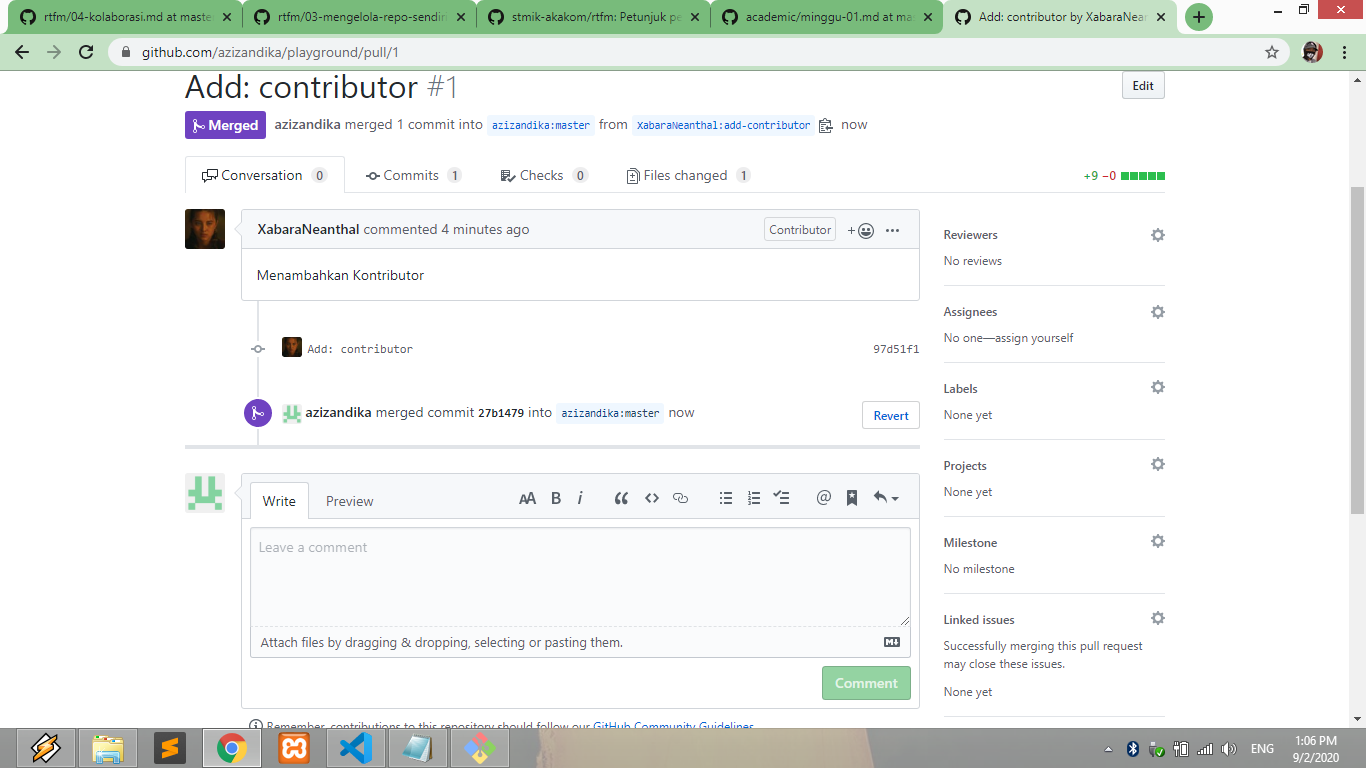 rtfm/04-kolaborasi.md at maste
rtfm/03-mengelola-repo-sendiri
stmik-akakom/rtfm: Petunjuk pe
academic/minggu-01.md at mas
Add: contributor by XabaraNean
github.com/azizandika/playground/pull/1
Add: contributor #1
Edit
Merged azizandika merged 1 commit into azizandika:master from XabaraNeanthal:add-contributor now
Conversation 0 Commits 1 Checks 0 Files changed 1 +9 −0
XabaraNeanthal commented 4 minutes ago Contributor
Menambahkan Kontributor
Add: contributor 97d51f1
azizandika merged commit 27b1479 into azizandika:master now
Revert
Write Preview
Leave a comment
Attach files by dragging & dropping, selecting or pasting them.
Comment
Remember, contributions to this repository should follow our GitHub Community Guidelines.
Reviewers
No reviews
Assignees
No one—assign yourself
Labels
None yet
Projects
None yet
Milestone
No milestone
Linked issues
Successfully merging this pull request
may close these issues.
None yet
ENG
1:06 PM
9/2/2020